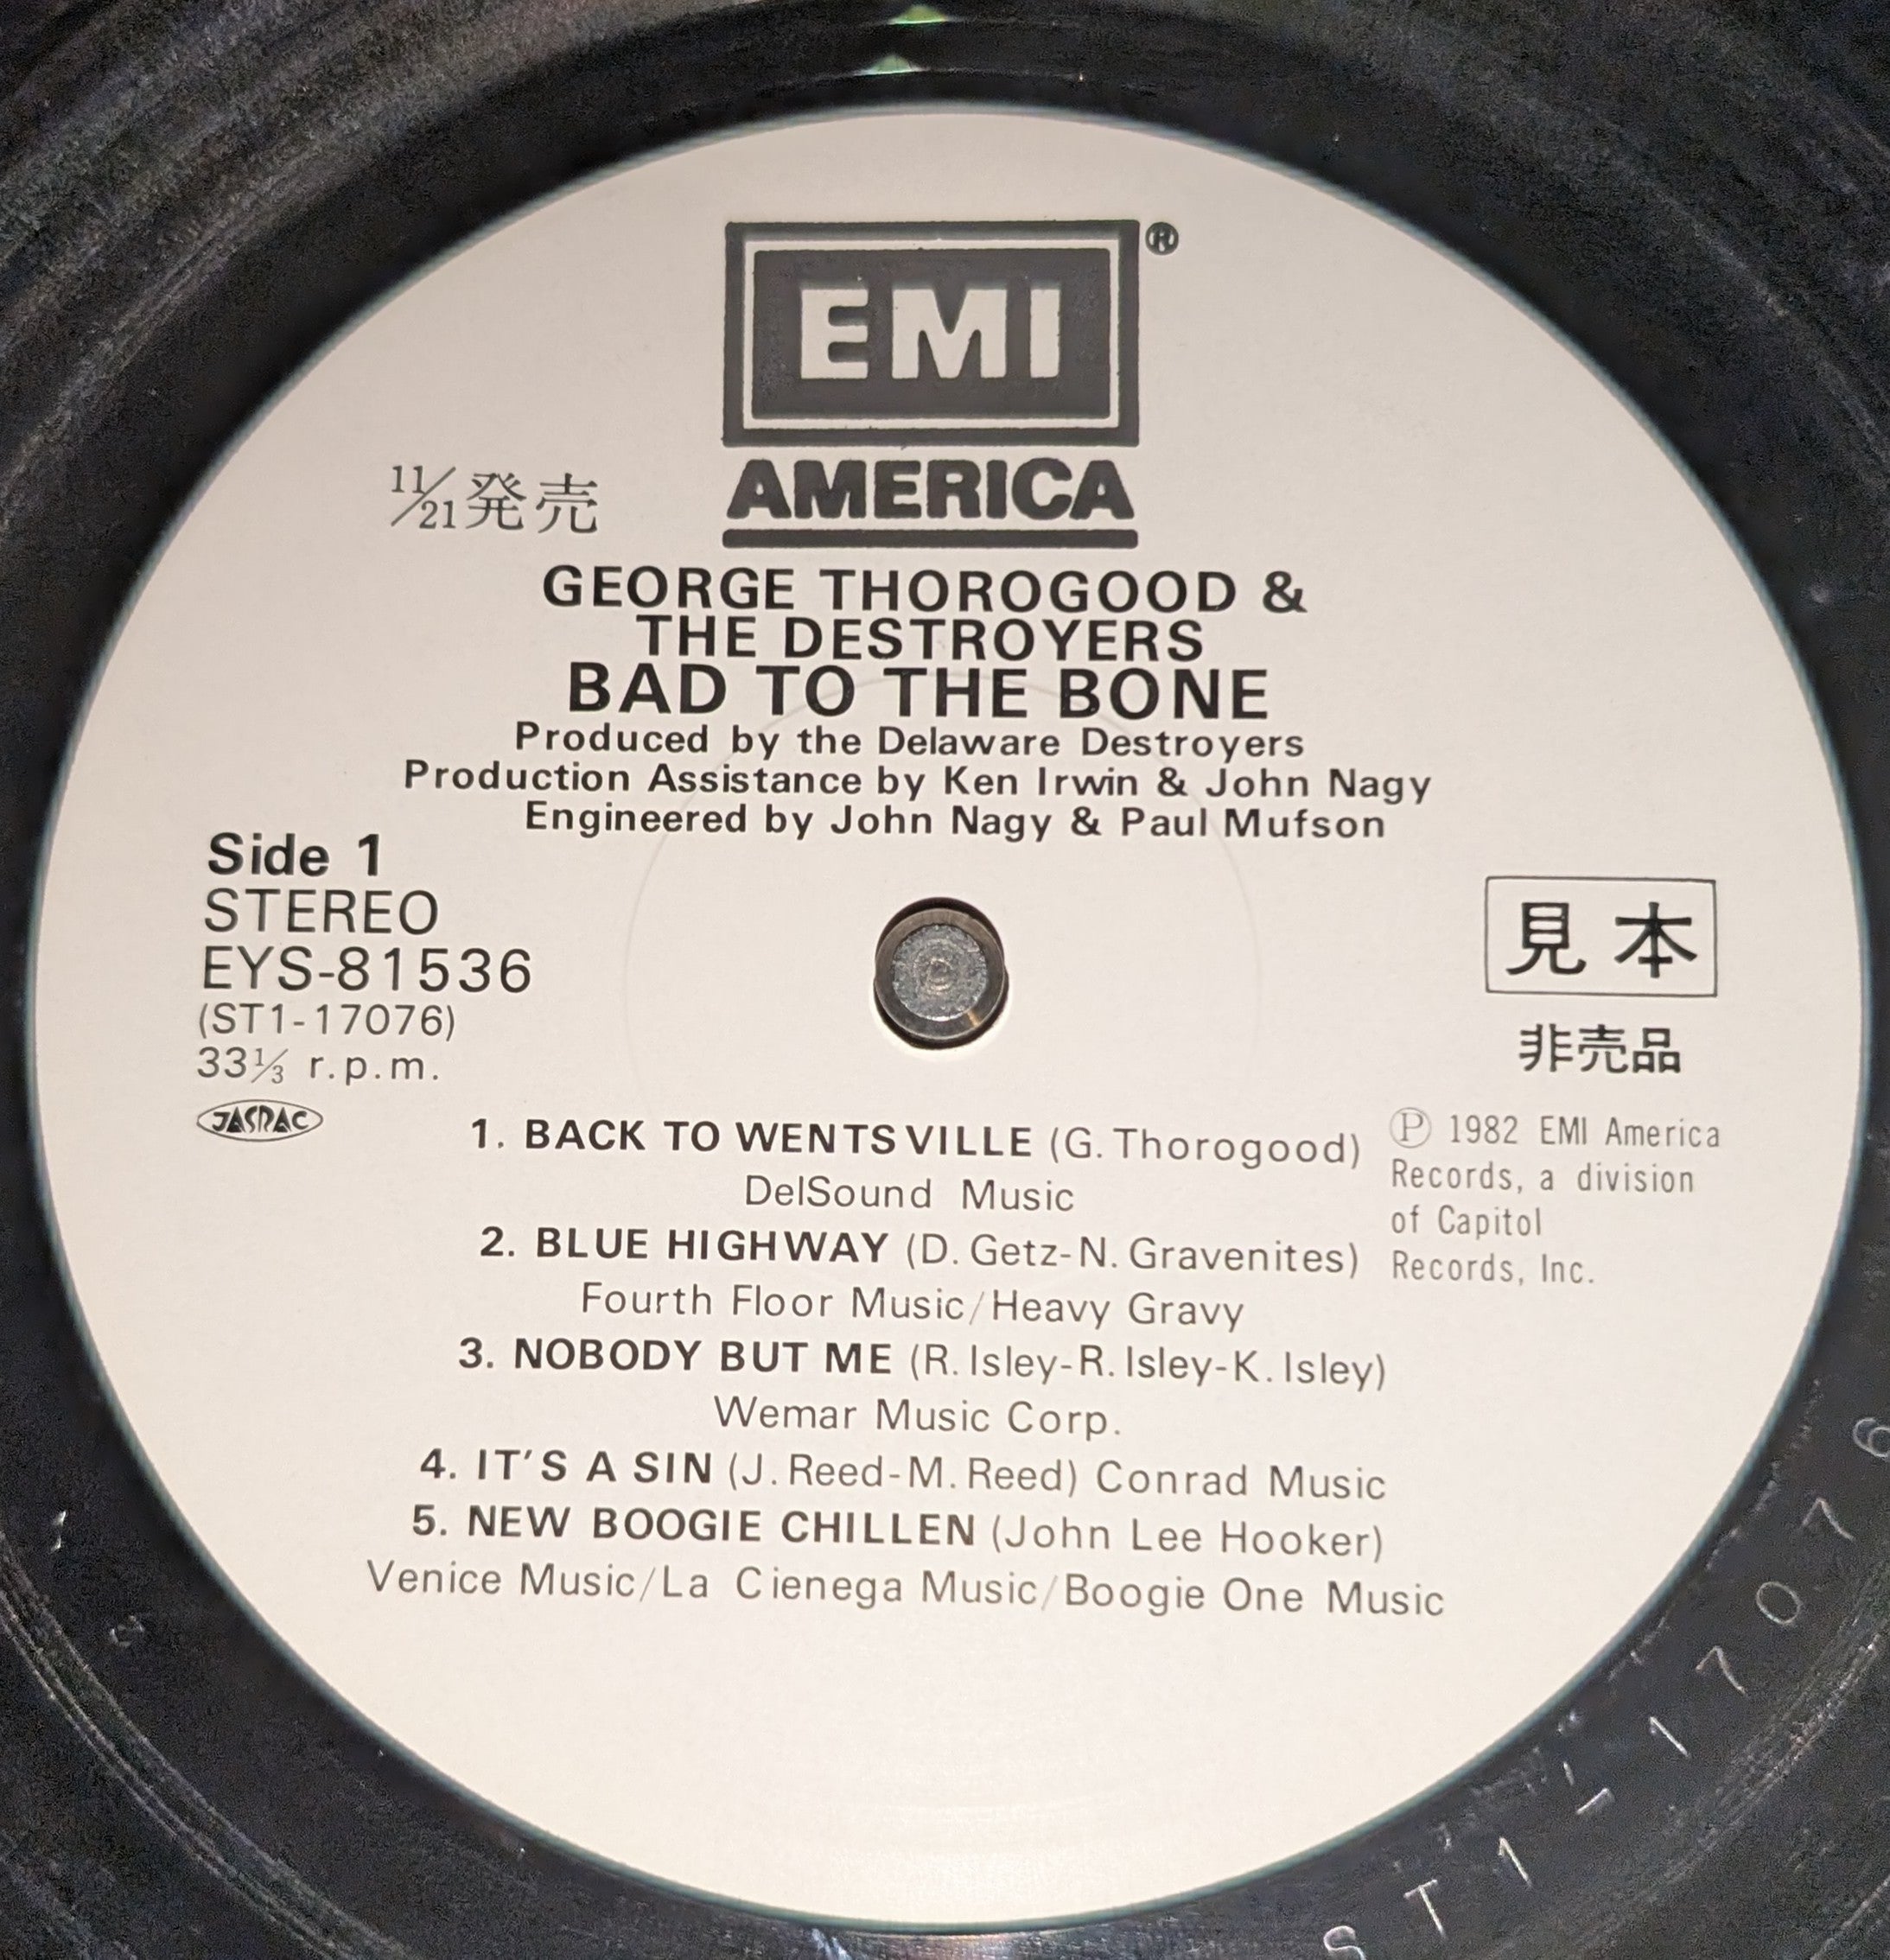 EMI®
AMERICA
11/21発売
GEORGE THOROGOOD &
THE DESTROYERS
BAD TO THE BONE
Produced by the Delaware Destroyers
Production Assistance by Ken Irwin & John Nagy
Engineered by John Nagy & Paul Mufson
Side 1
STEREO
EYS-81536
(ST1-17076)
33⅓ r.p.m.
JASRAC
見本
非売品
1. BACK TO WENTSVILLE (G. Thorogood)
DelSound Music
2. BLUE HIGHWAY (D. Getz-N. Gravenites)
Fourth Floor Music/Heavy Gravy
3. NOBODY BUT ME (R. Isley-R. Isley-K. Isley)
Wemar Music Corp.
4. IT'S A SIN (J. Reed-M. Reed) Conrad Music
5. NEW BOOGIE CHILLEN (John Lee Hooker)
Venice Music/La Cienega Music/Boogie One Music
Ⓟ 1982 EMI America
Records, a division
of Capitol
Records, Inc.
ST1-17076